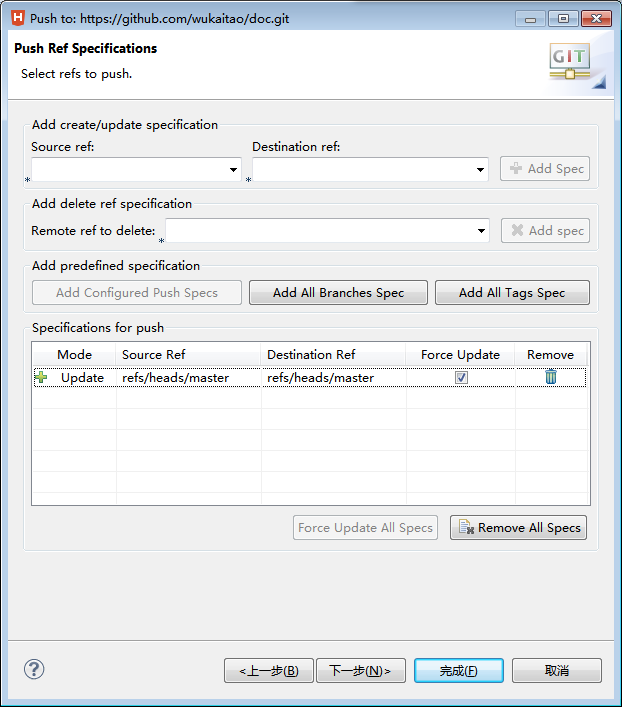 Push to: https://github.com/wukaitao/doc.git
Push Ref Specifications
Select refs to push.
GIT
Add create/update specification
Source ref: Destination ref:
* * Add Spec
Add delete ref specification
Remote ref to delete: * Add spec
Add predefined specification
Add Configured Push Specs Add All Branches Spec Add All Tags Spec
Specifications for push
Mode Source Ref Destination Ref Force Update Remove
Update refs/heads/master refs/heads/master
Force Update All Specs Remove All Specs
? <上一步(B) 下一步(N)> 完成(F) 取消